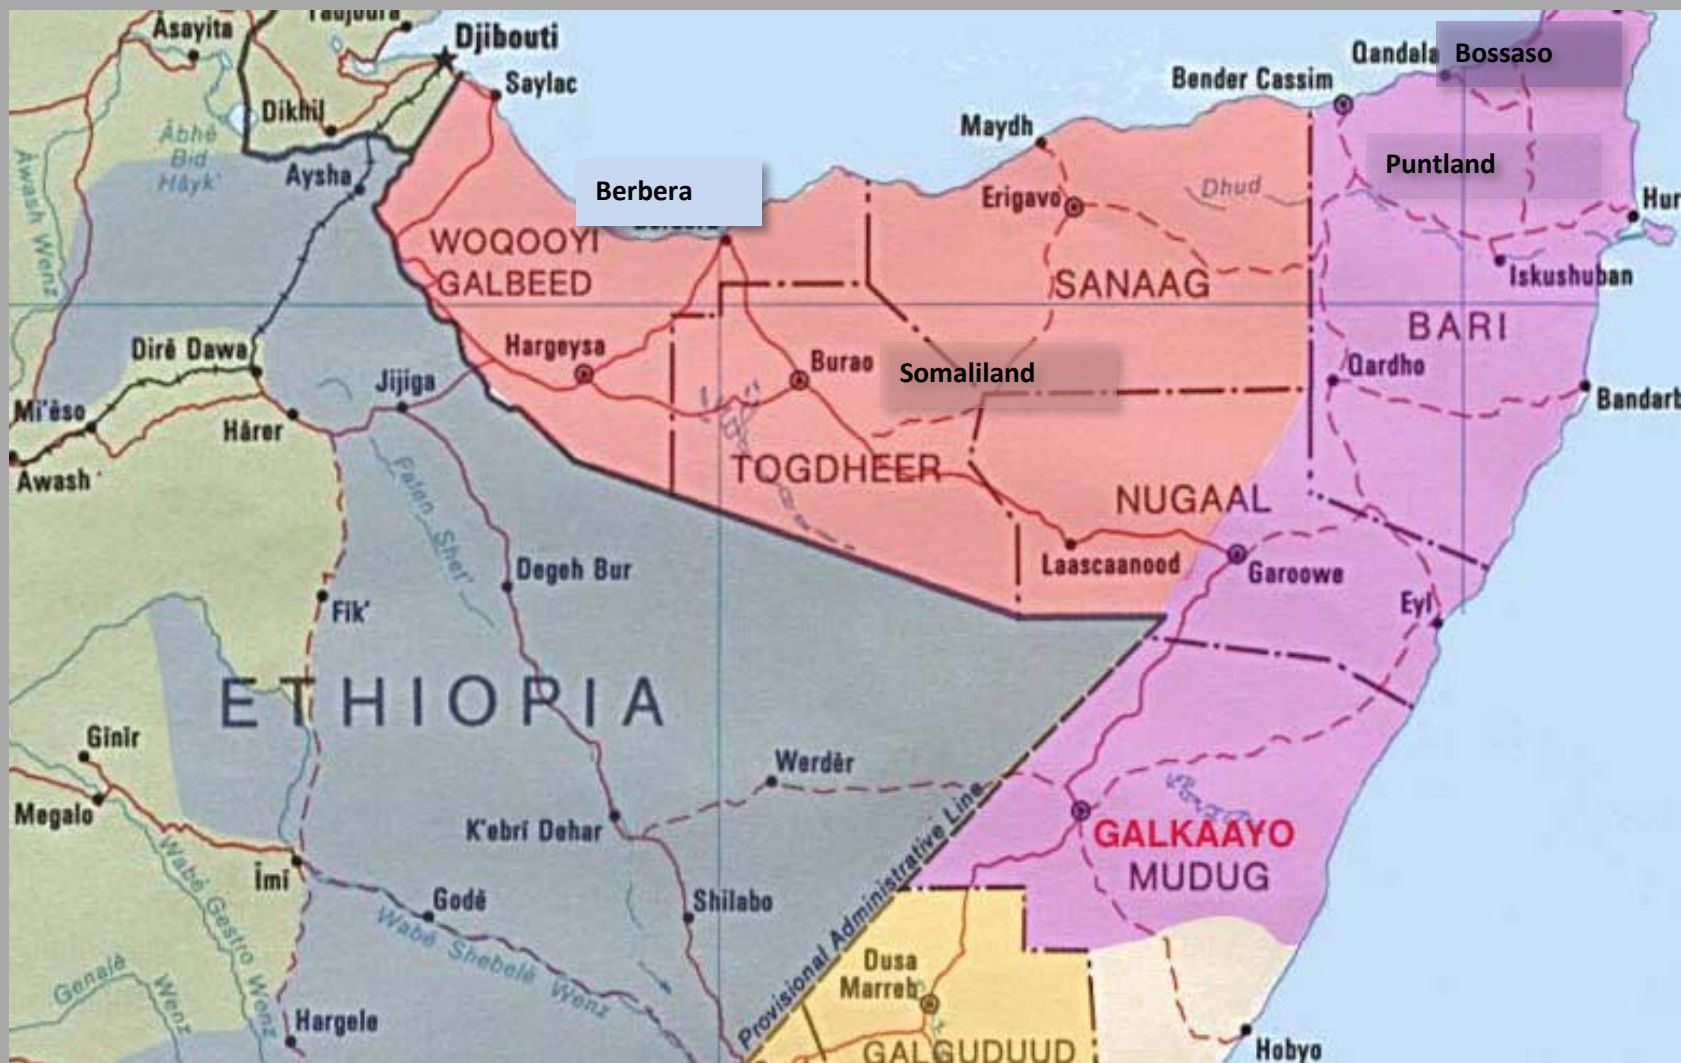 Asayita
Djibouti
Saylac
Dikhil
Ābhē
Bid
Hāyk'
Awash Wenz
Aysha
Qandala
Bossaso
Bender Cassim
Maydh
Puntland
Berbera
Erigavo
Dhud
Hur
WOQOOYI
GALBEED
SANAAG
Iskushuban
BARI
Dirē Dawa
Hargeysa
Burao
Somaliland
Qardho
Jijiga
Mī'ēso
Hārer
Bandarb
Āwash
TOGDHEER
NUGAAL
Laascaanood
Garoowe
Degeh Bur
Fik'
Eyl
ETHIOPIA
Gīnīr
Werdēr
Megalo
K'ebrī Dehar
GALKAAYO
MUDUG
Īmī
Godē
Shilabo
Provisional Administrative Line
Wabē Gestro Wenz
Wabē Shebelē Wenz
Dusa
Marreb
Genalē
Wenz
Hargele
GALGUDUUD
Hobyo